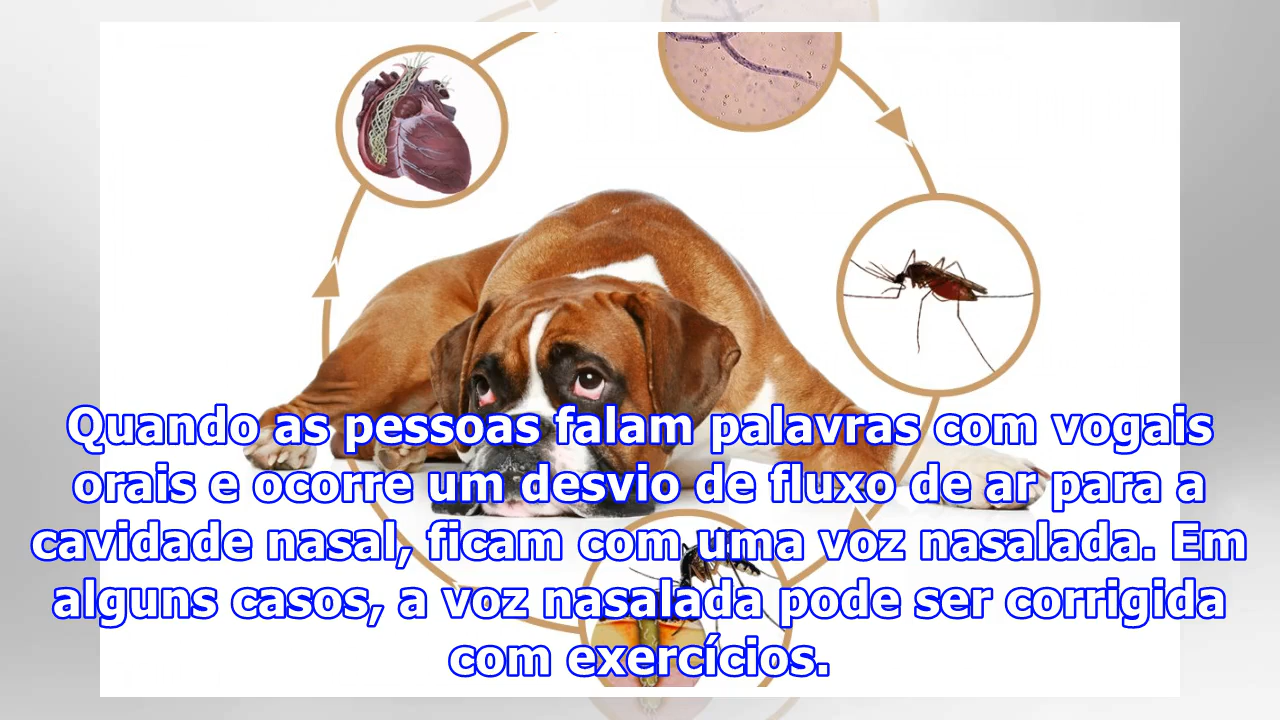 Quando as pessoas falam palavras com vogais
orais e ocorre um desvio de fluxo de ar para a
cavidade nasal, ficam com uma voz nasalada. Em
alguns casos, a voz nasalada pode ser corrigida
com exercícios.